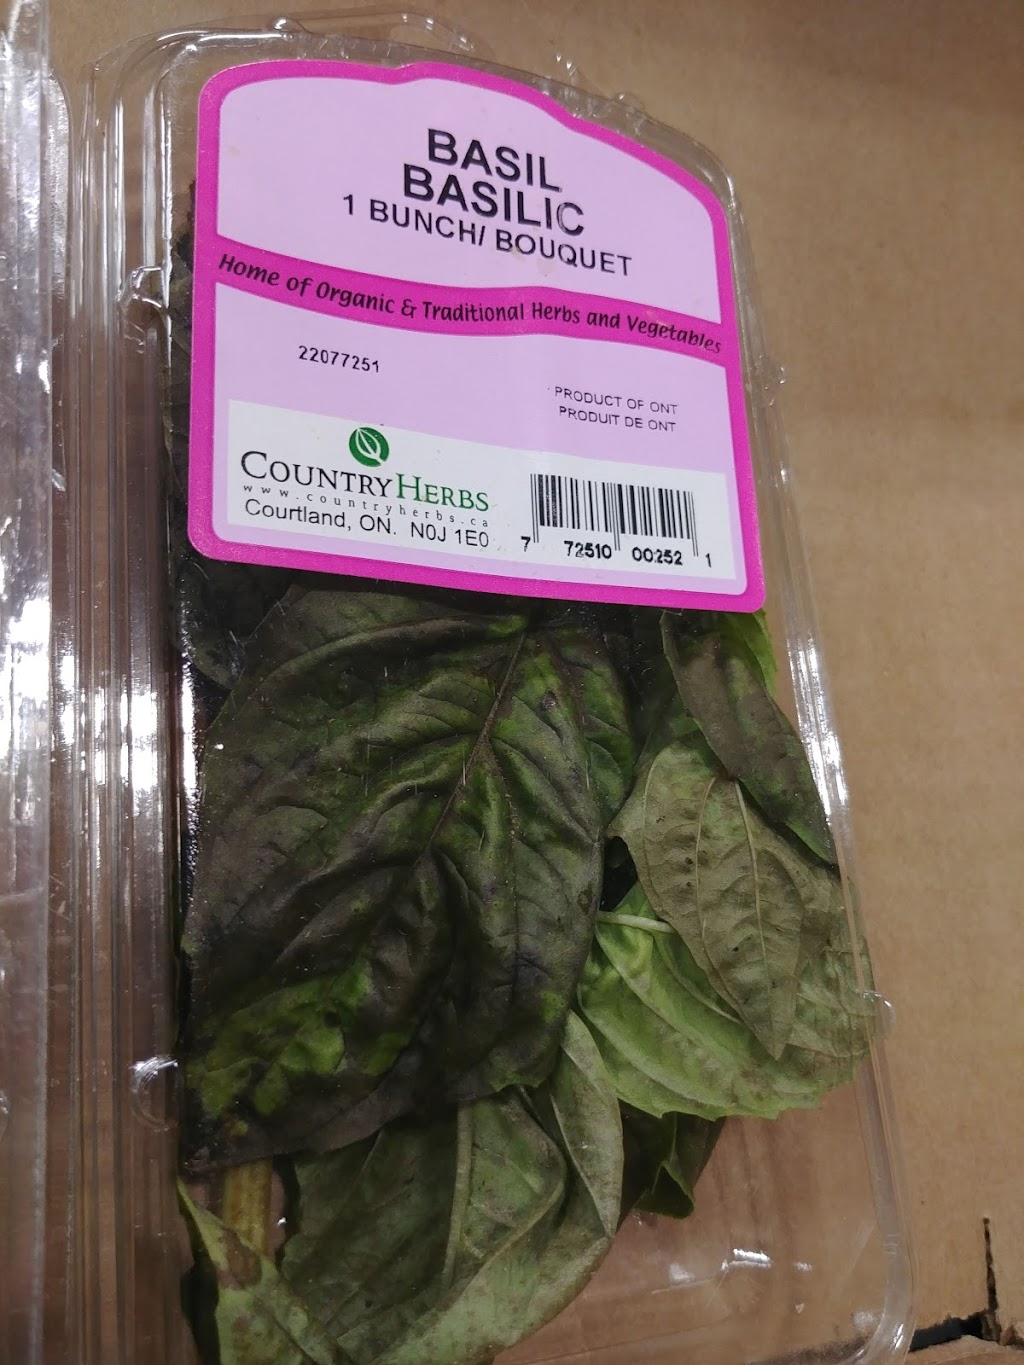 BASIL
BASILIC
1 BUNCH/ BOUQUET
Home of Organic & Traditional Herbs and Vegetables
22077251
PRODUCT OF ONT
PRODUIT DE ONT
COUNTRY HERBS
www.countryherbs.ca
Courtland, ON. N0J 1E0
7 72510 00252 1